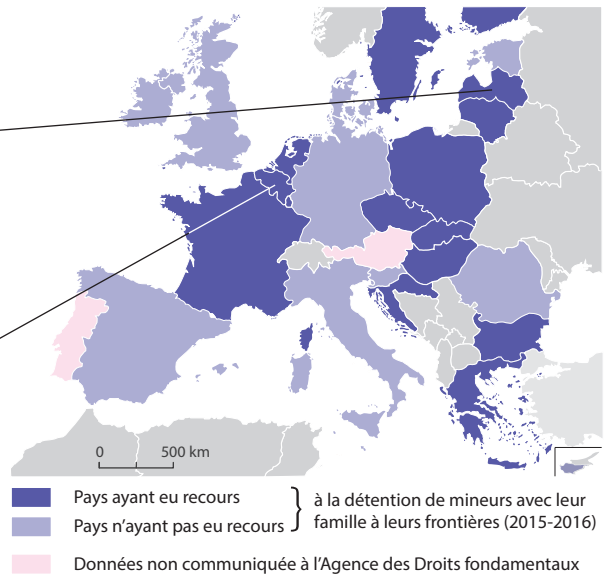 0 500 km
Pays ayant eu recours
Pays n'ayant pas eu recours
à la détention de mineurs avec leur
famille à leurs frontières (2015-2016)
Données non communiquée à l'Agence des Droits fondamentaux